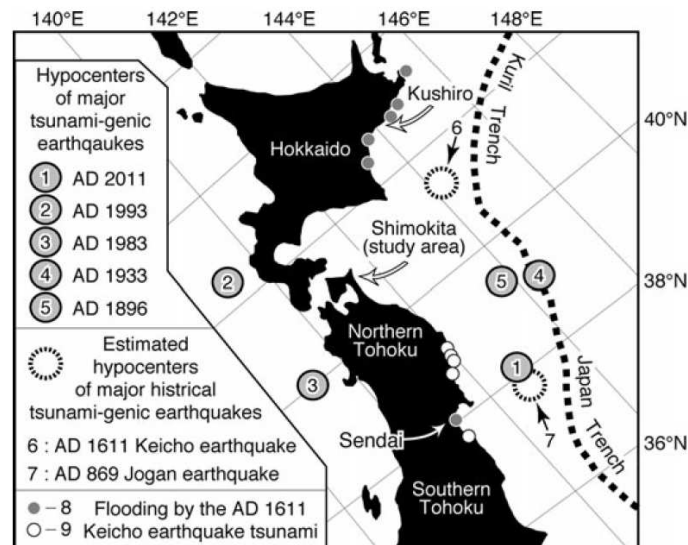 140°E
142°E
144°E
146°E
148°E
40°N
38°N
36°N
Hypocenters
of major
tsunami-genic
earthqaukes
1 AD 2011
2 AD 1993
3 AD 1983
4 AD 1933
5 AD 1896
Estimated
hypocenters
of major histrical
tsunami-genic earthquakes
6 : AD 1611 Keicho earthquake
7 : AD 869 Jogan earthquake
– 8 Flooding by the AD 1611
– 9 Keicho earthquake tsunami
Kushiro
Hokkaido
Kuril
Trench
6
Shimokita
(study area)
2
5
4
Northern
Tohoku
3
1
Japan
Trench
7
Sendai
Southern
Tohoku